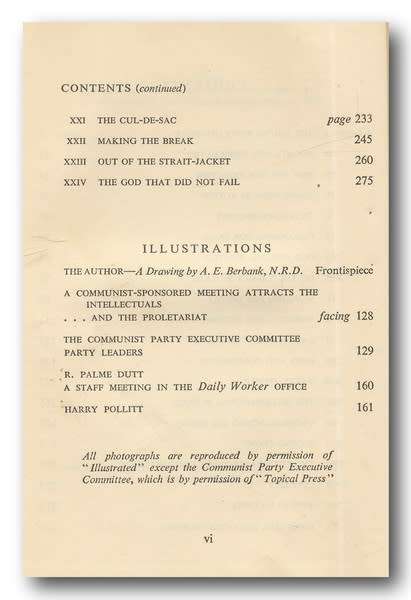 CONTENTS (continued)
XXI THE CUL-DE-SAC page 233
XXII MAKING THE BREAK 245
XXIII OUT OF THE STRAIT-JACKET 260
XXIV THE GOD THAT DID NOT FAIL 275
ILLUSTRATIONS
THE AUTHOR—A Drawing by A. E. Berbank, N.R.D. Frontispiece
A COMMUNIST-SPONSORED MEETING ATTRACTS THE
INTELLECTUALS
. . . AND THE PROLETARIAT facing 128
THE COMMUNIST PARTY EXECUTIVE COMMITTEE
PARTY LEADERS 129
R. PALME DUTT
A STAFF MEETING IN THE Daily Worker OFFICE 160
HARRY POLLITT 161
All photographs are reproduced by permission of
"Illustrated" except the Communist Party Executive
Committee, which is by permission of "Topical Press"
vi